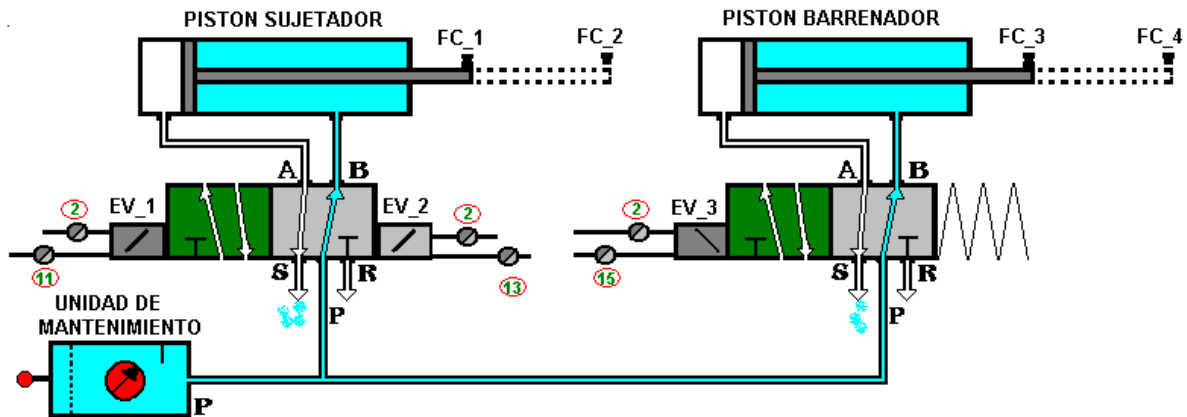 PISTON SUJETADOR
PISTON BARRENADOR
FC_1
FC_2
FC_3
FC_4
A
B
A
B
2
EV_1
EV_2
2
2
EV_3
11
S
R
13
15
S
R
P
P
UNIDAD DE
MANTENIMIENTO
P